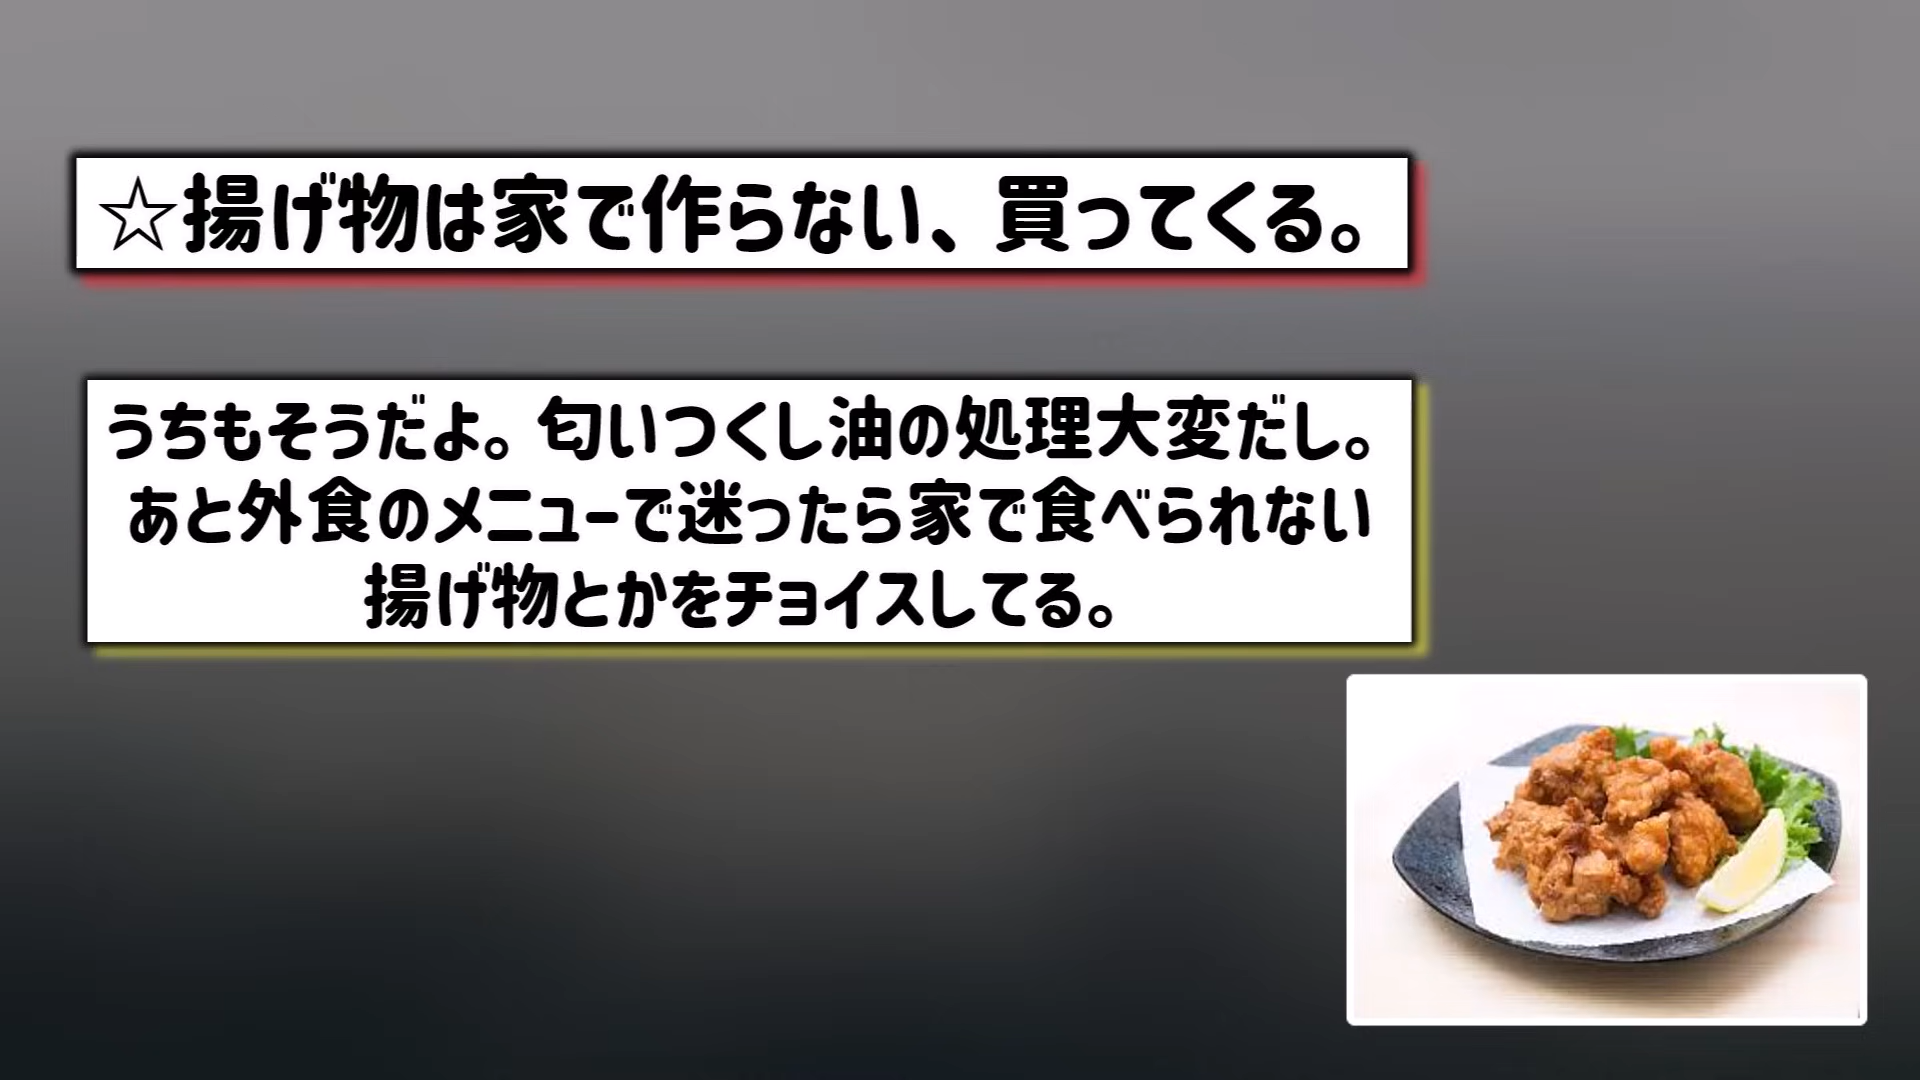 ☆揚げ物は家で作らない、買ってくる。
うちもそうだよ。匂いつくし油の処理大変だし。
あと外食のメニューで迷ったら家で食べられない
揚げ物とかをチョイスしてる。